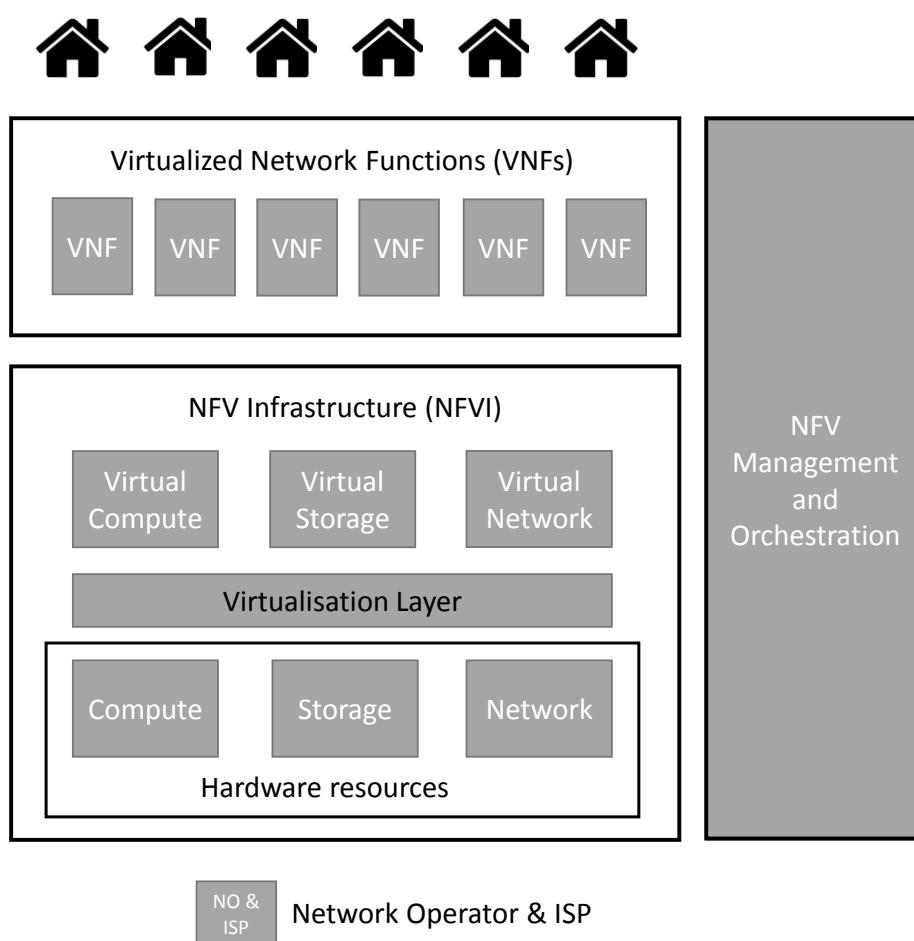 Virtualized Network Functions (VNFs)
VNF VNF VNF VNF VNF VNF
NFV Infrastructure (NFVI)
Virtual
Compute
Virtual
Storage
Virtual
Network
Virtualisation Layer
Compute
Storage
Network
Hardware resources
NFV
Management
and
Orchestration
NO &
ISP
Network Operator & ISP